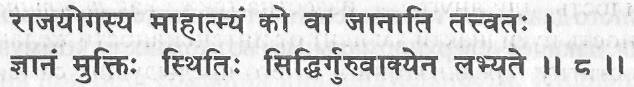 राजयोगस्य माहात्म्यं को वा जानाति तत्त्वतः ।
ज्ञानं मुक्तिः स्थितिः सिद्धिर्गुरुवाक्येन लभ्यते ॥ ८ ॥